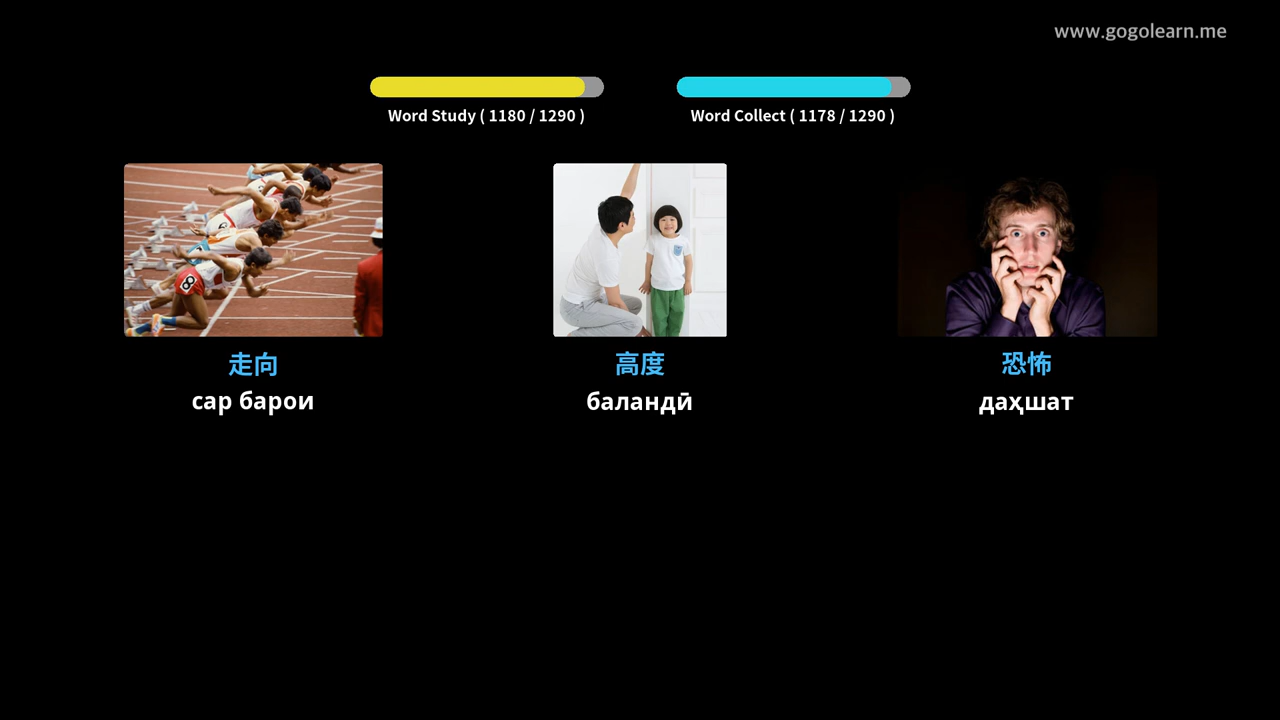 www.gogolearn.me
Word Study ( 1180 / 1290 )
Word Collect ( 1178 / 1290 )
走向
сар барои
高度
баландӣ
恐怖
даҳшат